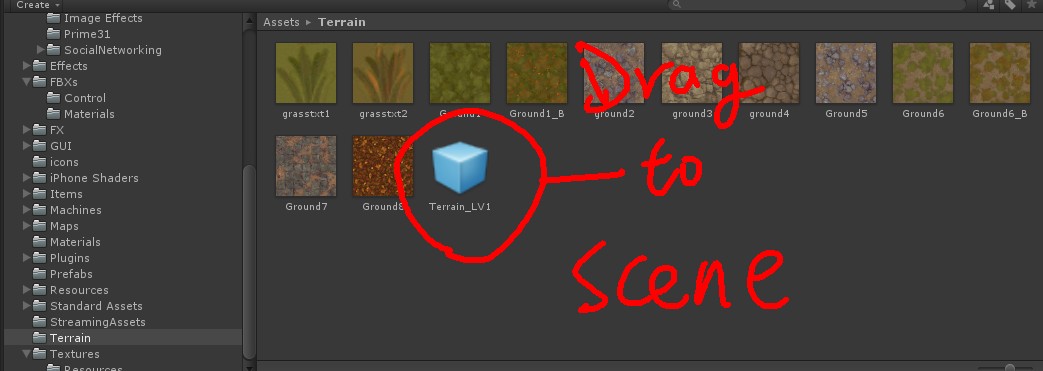 Create
Assets ▸ Terrain
Image Effects
Prime31
SocialNetworking
Effects
FBXs
Control
Materials
FX
GUI
icons
iPhone Shaders
Items
Machines
Maps
Materials
Plugins
Prefabs
Resources
Standard Assets
StreamingAssets
Terrain
Textures
Resources
grasstxt1 grasstxt2 Ground1 Ground1_B ground2 ground3 ground4 Ground5 Ground6 Ground6_B
Ground7 Ground8 Terrain_LV1
Drag
to
scene